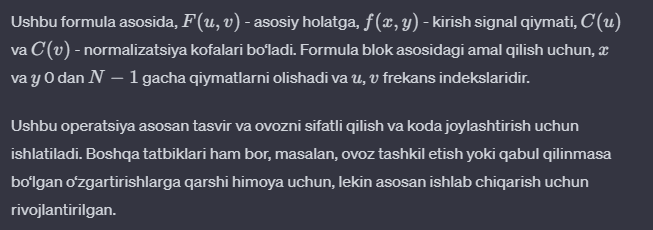 Ushbu formula asosida, F(u, v) - asosiy holatga, f(x, y) - kirish signal qiymati, C(u)
va C(v) - normalizatsiya kofalari bo'ladi. Formula blok asosidagi amal qilish uchun, x
va y 0 dan N − 1 gacha qiymatlarni olishadi va u, v frekans indekslaridir.
Ushbu operatsiya asosan tasvir va ovozni sifatli qilish va koda joylashtirish uchun
ishlatiladi. Boshqa tatbiklari ham bor, masalan, ovoz tashkil etish yoki qabul qilinmasa
bo'lgan o'zgartirishlarga qarshi himoya uchun, lekin asosan ishlab chiqarish uchun
rivojlantirilgan.